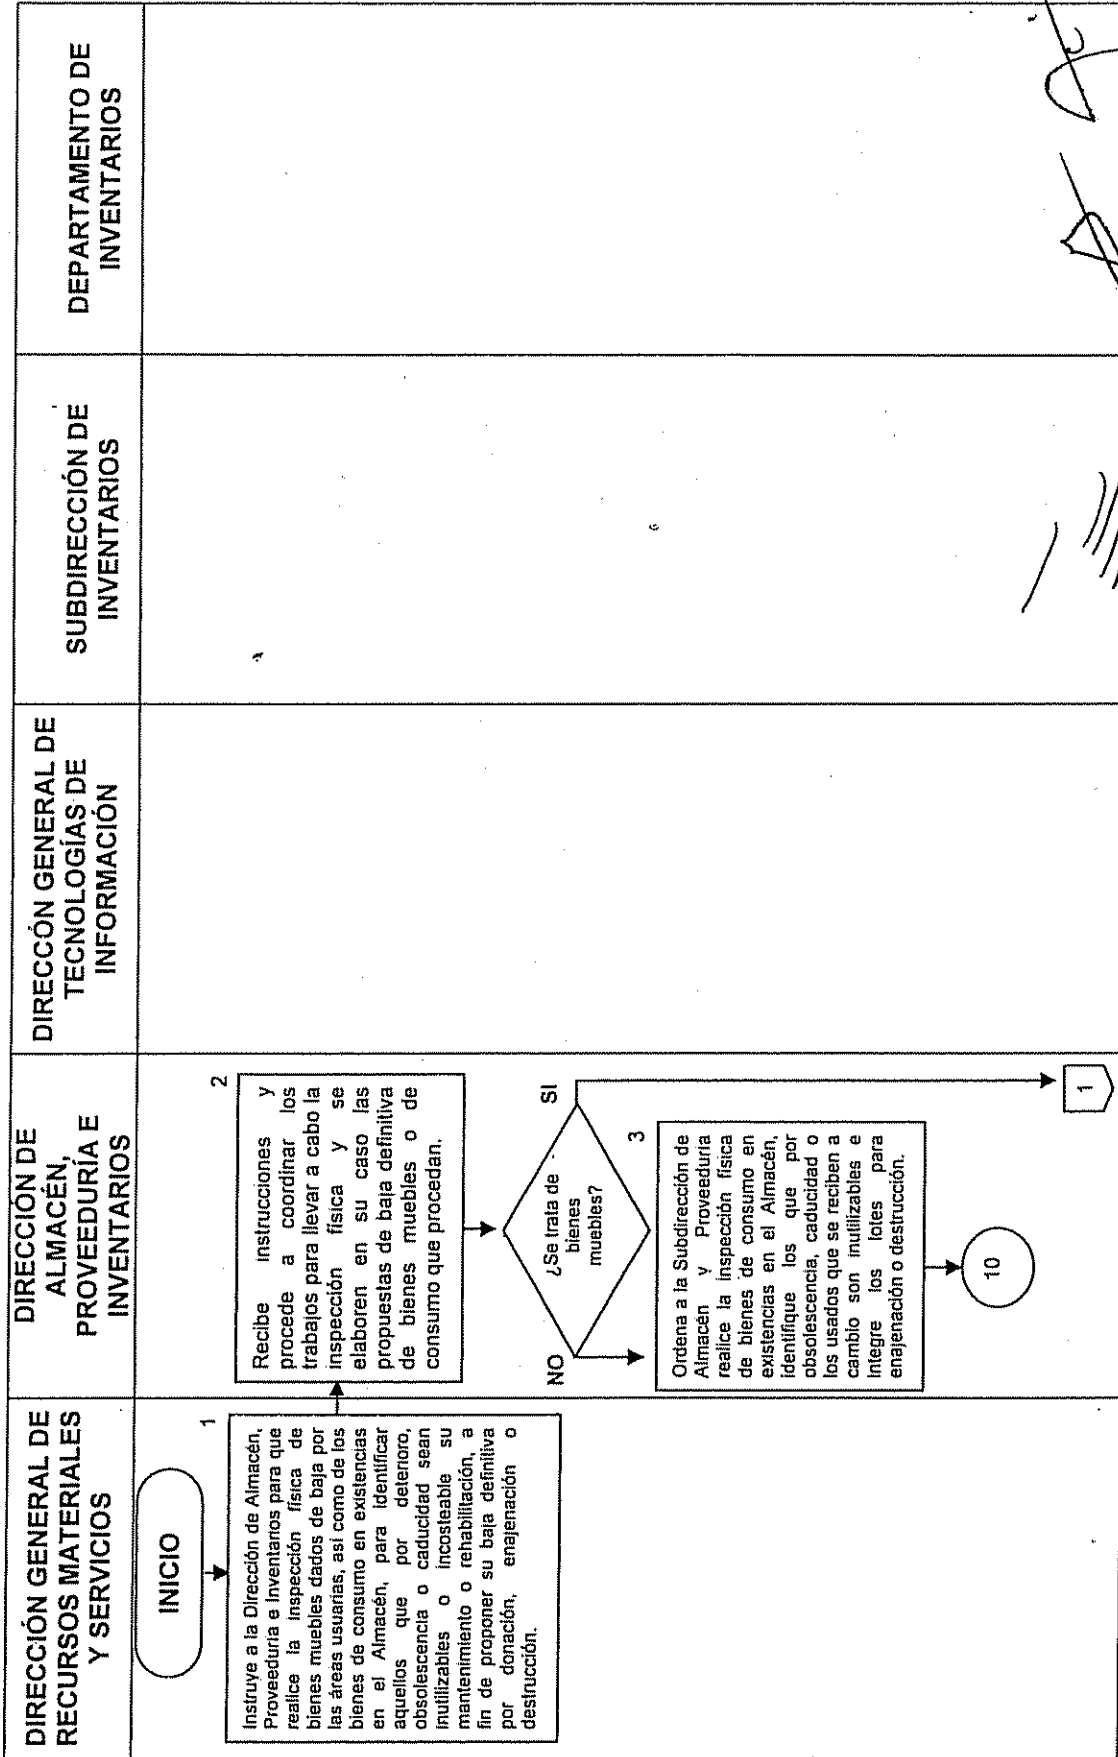 DIRECCIÓN GENERAL DE
RECURSOS MATERIALES
Y SERVICIOS
DIRECCIÓN DE
ALMACÉN,
PROVEEDURÍA E
INVENTARIOS
DIRECCÓN GENERAL DE
TECNOLOGÍAS DE
INFORMACIÓN
SUBDIRECCIÓN DE
INVENTARIOS
DEPARTAMENTO DE
INVENTARIOS
INICIO
1
Instruye a la Dirección de Almacén,
Proveeduría e Inventarios para que
realice la inspección física de
bienes muebles dados de baja por
las áreas usuarias, así como de los
bienes de consumo en existencias
en el Almacén, para identificar
aquellos que por deterioro,
obsolescencia o caducidad sean
inutilizables o incosteable su
mantenimiento o rehabilitación, a
fin de proponer su baja definitiva
por donación, enajenación o
destrucción.
2
Recibe instrucciones y
procede a coordinar los
trabajos para llevar a cabo la
inspección física y se
elaboren en su caso las
propuestas de baja definitiva
de bienes muebles o de
consumo que procedan.
¿Se trata de
bienes
muebles?
NO
SI
3
Ordena a la Subdirección de
Almacén y Proveeduría
realice la inspección física
de bienes de consumo en
existencias en el Almacén,
identifique los que por
obsolescencia, caducidad o
los usados que se reciben a
cambio son inutilizables e
integre los lotes para
enajenación o destrucción.
10
1